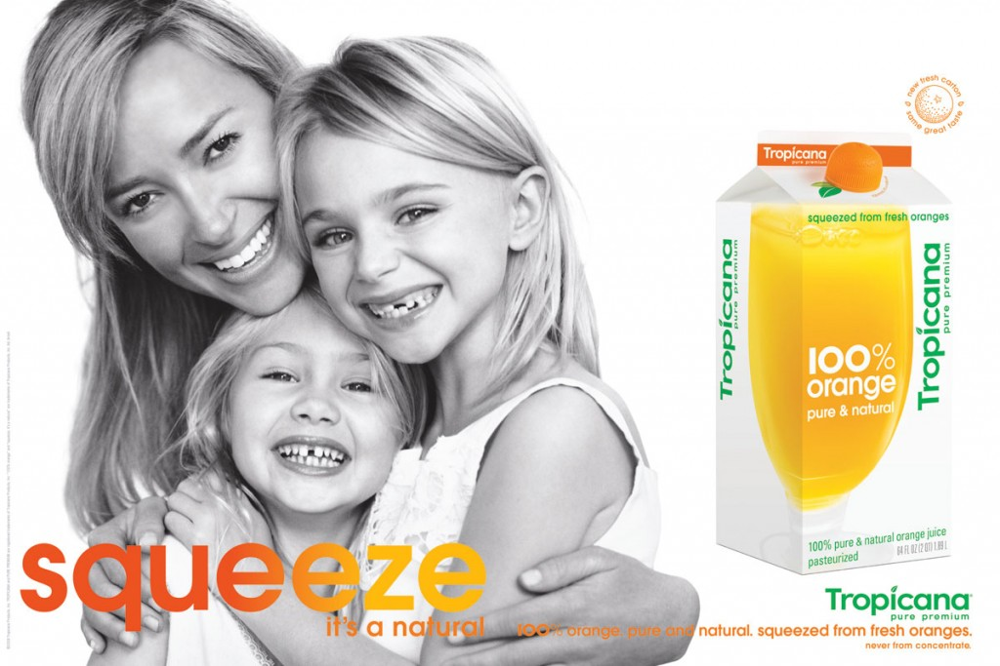 new fresh carton
same great taste
Tropicana
pure premium
squeezed from fresh oranges
Tropicana
pure premium
Tropicana
pure premium
100%
orange
pure & natural
100% pure & natural orange juice
pasteurized
64 FL OZ (2 QT) 1.89 L
squeeze
it's a natural
Tropicana
pure premium
100% orange. pure and natural. squeezed from fresh oranges.
never from concentrate.